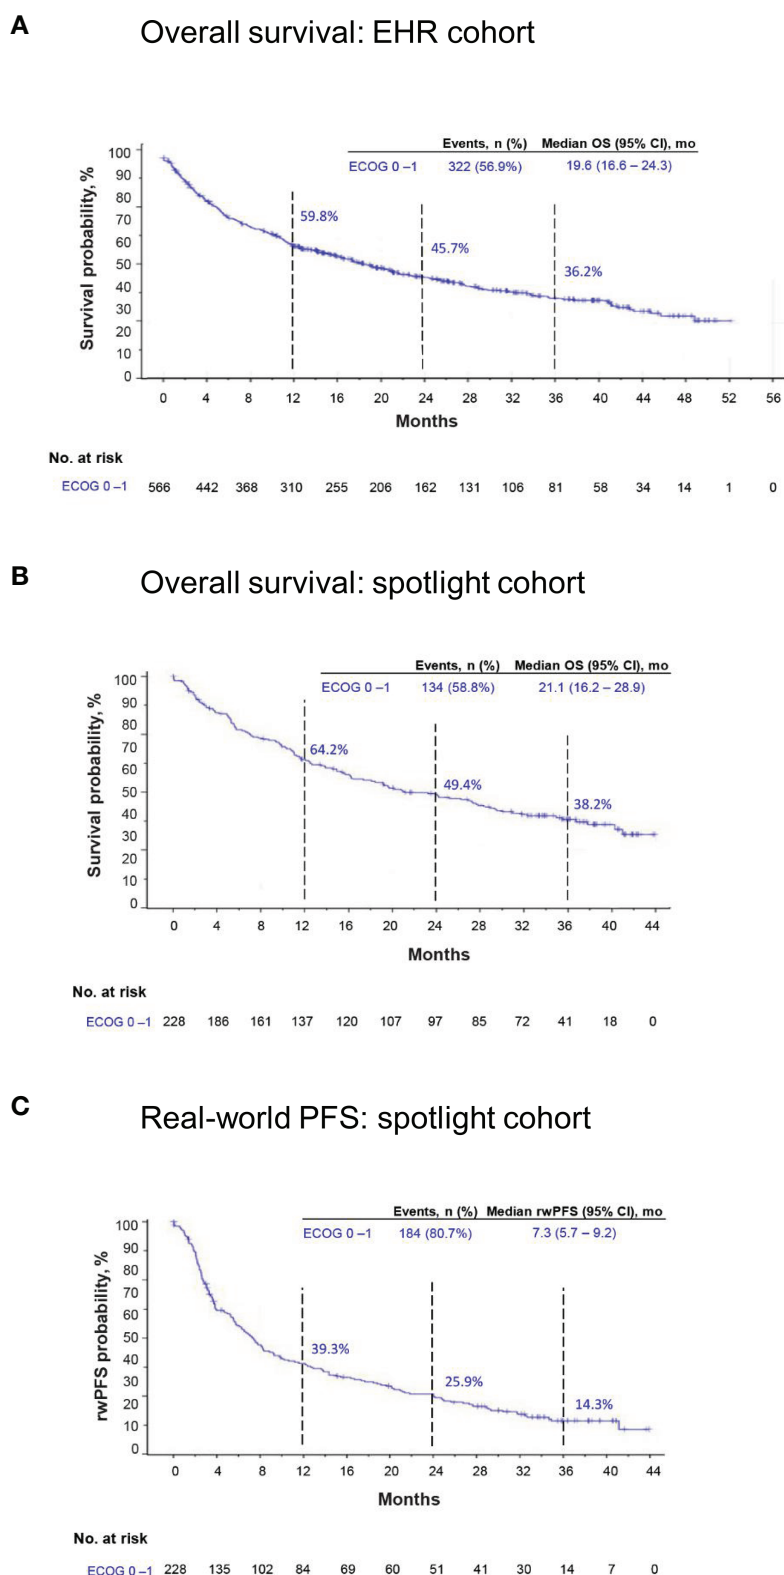 A
Overall survival: EHR cohort
Events, n (%) Median OS (95% CI), mo
ECOG 0 –1 322 (56.9%) 19.6 (16.6 – 24.3)
Survival probability, %
100
90
80
70
60
50
40
30
20
10
0
59.8%
45.7%
36.2%
0 4 8 12 16 20 24 28 32 36 40 44 48 52 56
Months
No. at risk
ECOG 0 –1 566 442 368 310 255 206 162 131 106 81 58 34 14 1 0
B
Overall survival: spotlight cohort
Events, n (%) Median OS (95% CI), mo
ECOG 0 –1 134 (58.8%) 21.1 (16.2 – 28.9)
Survival probability, %
100
90
80
70
60
50
40
30
20
10
0
64.2%
49.4%
38.2%
0 4 8 12 16 20 24 28 32 36 40 44
Months
No. at risk
ECOG 0 –1 228 186 161 137 120 107 97 85 72 41 18 0
C
Real-world PFS: spotlight cohort
Events, n (%) Median rwPFS (95% CI), mo
ECOG 0 –1 184 (80.7%) 7.3 (5.7 – 9.2)
rwPFS probability, %
100
90
80
70
60
50
40
30
20
10
0
39.3%
25.9%
14.3%
0 4 8 12 16 20 24 28 32 36 40 44
Months
No. at risk
ECOG 0 –1 228 135 102 84 69 60 51 41 30 14 7 0